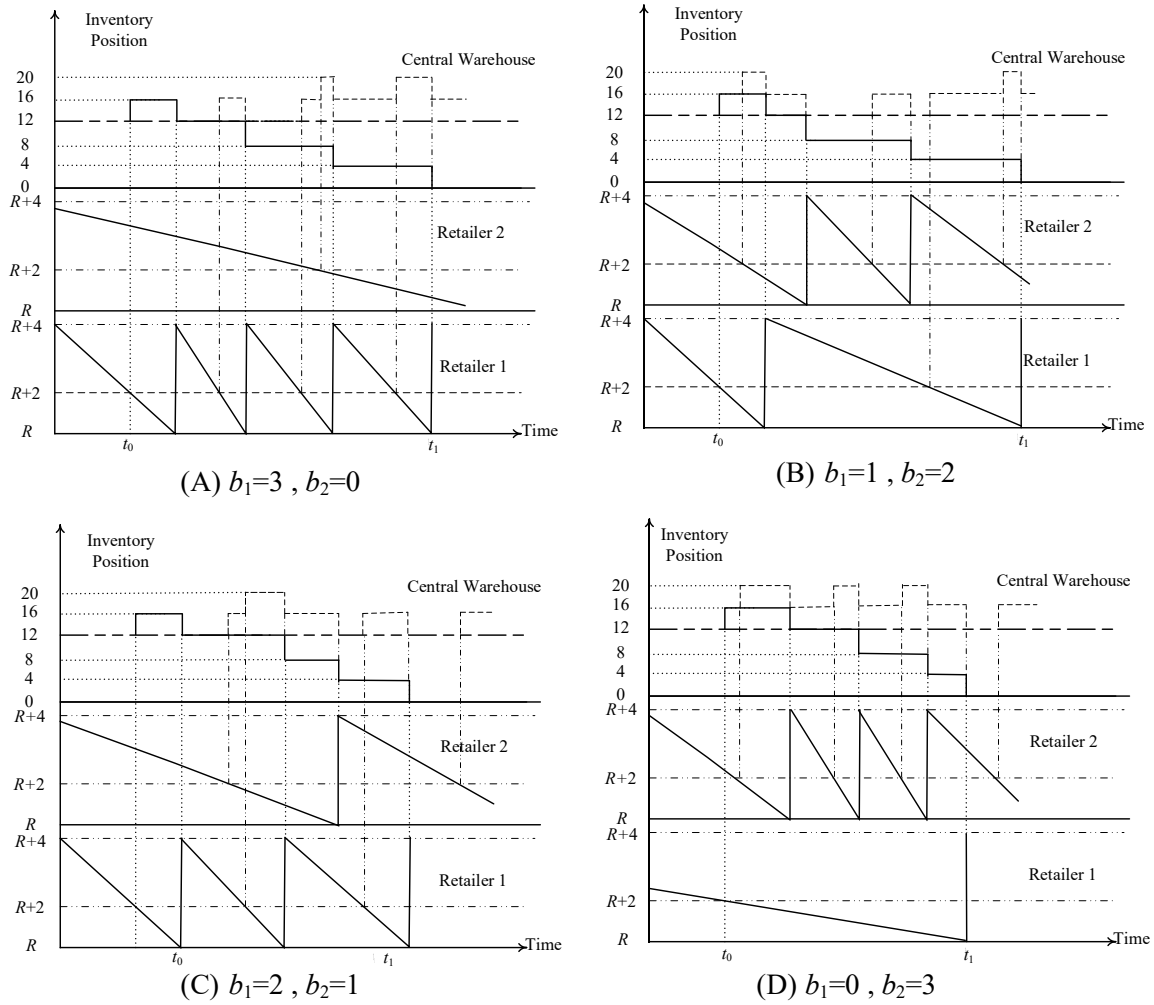 Inventory
Position
Central Warehouse
20
16
12
8
4
0
R+4
Retailer 2
R+2
R
R+4
Retailer 1
R+2
R
Time
t0
t1
(A) b1=3 , b2=0
Inventory
Position
Central Warehouse
20
16
12
8
4
0
R+4
Retailer 2
R+2
R
R+4
Retailer 1
R+2
R
Time
t0
t1
(B) b1=1 , b2=2
Inventory
Position
Central Warehouse
20
16
12
8
4
0
R+4
Retailer 2
R+2
R
R+4
Retailer 1
R+2
R
Time
t0
t1
(C) b1=2 , b2=1
Inventory
Position
Central Warehouse
20
16
12
8
4
0
R+4
Retailer 2
R+2
R
R+4
Retailer 1
R+2
R
Time
t0
t1
(D) b1=0 , b2=3